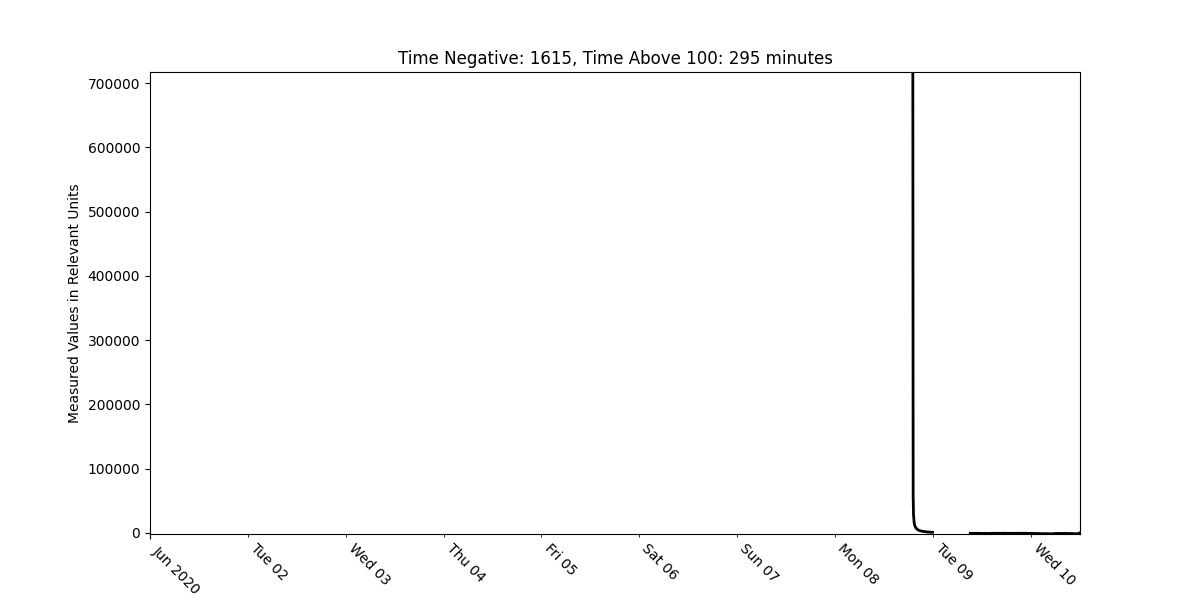 Time Negative: 1615, Time Above 100: 295 minutes
Measured Values in Relevant Units
700000
600000
500000
400000
300000
200000
100000
0
Jun 2020
Tue 02
Wed 03
Thu 04
Fri 05
Sat 06
Sun 07
Mon 08
Tue 09
Wed 10